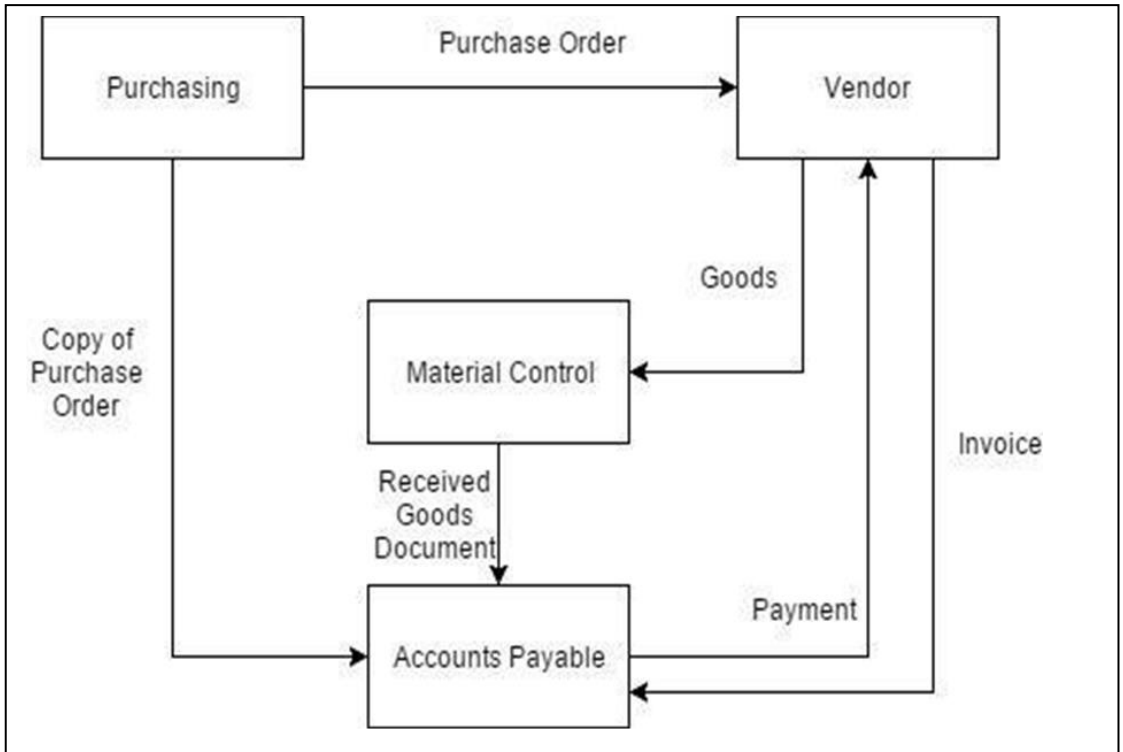 Purchase Order
Purchasing
Vendor
Goods
Copy of
Purchase
Order
Material Control
Invoice
Received
Goods
Document
Payment
Accounts Payable